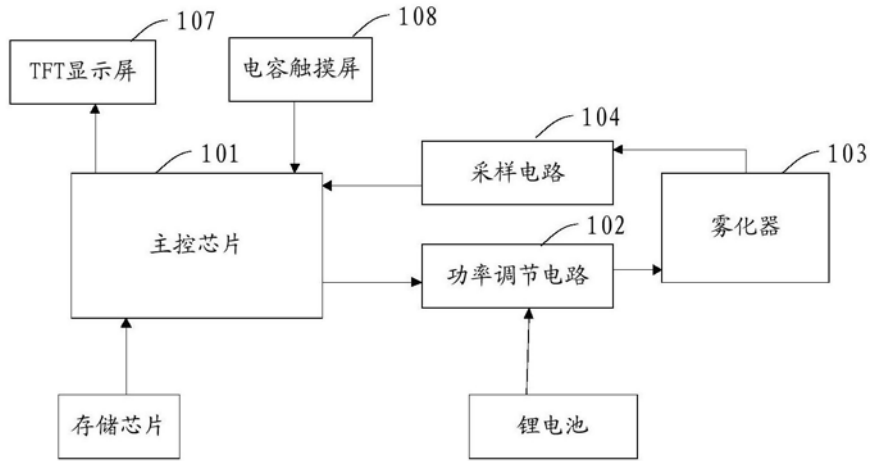 107
108
TFT显示屏
电容触摸屏
104
101
采样电路
103
主控芯片
雾化器
102
功率调节电路
存储芯片
锂电池